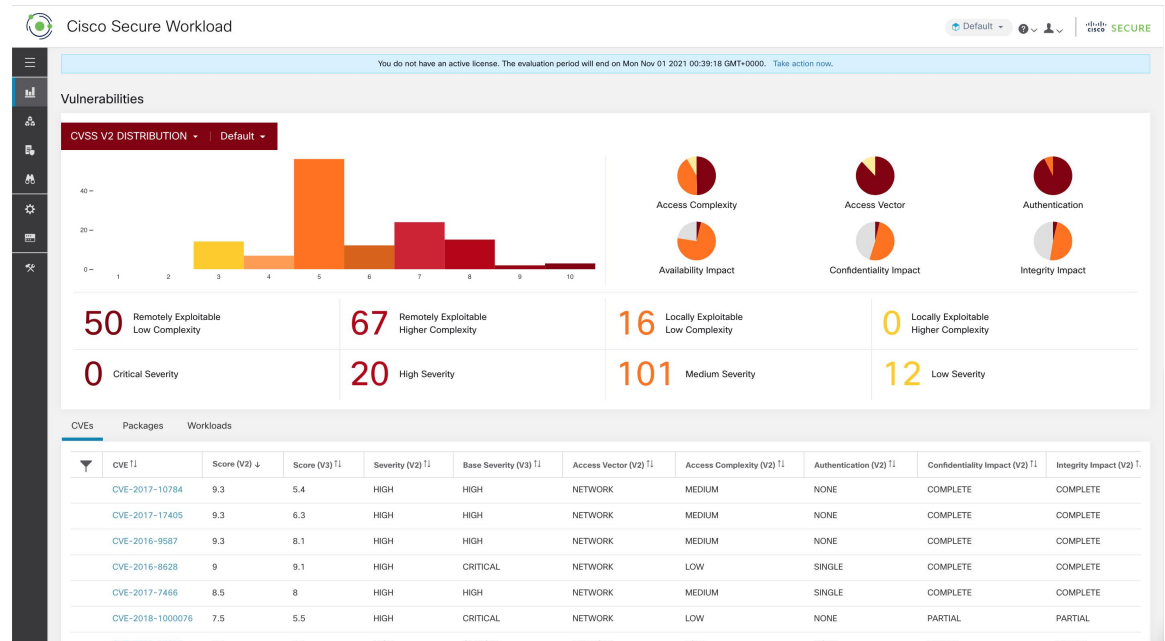 Cisco Secure Workload
Default
CISCO SECURE
You do not have an active license. The evaluation period will end on Mon Nov 01 2021 00:39:18 GMT+0000. Take action now.
Vulnerabilities
CVSS V2 DISTRIBUTION Default
40
20
0
1 2 3 4 5 6 7 8 9 10
Access Complexity Access Vector Authentication
Availability Impact Confidentiality Impact Integrity Impact
50 Remotely Exploitable Low Complexity
67 Remotely Exploitable Higher Complexity
16 Locally Exploitable Low Complexity
0 Locally Exploitable Higher Complexity
0 Critical Severity
20 High Severity
101 Medium Severity
12 Low Severity
CVEs Packages Workloads
CVE Score (V2) Score (V3) Severity (V2) Base Severity (V3) Access Vector (V2) Access Complexity (V2) Authentication (V2) Confidentiality Impact (V2) Integrity Impact (V2)
CVE-2017-10784 9.3 5.4 HIGH HIGH NETWORK MEDIUM NONE COMPLETE COMPLETE
CVE-2017-17405 9.3 6.3 HIGH HIGH NETWORK MEDIUM NONE COMPLETE COMPLETE
CVE-2016-9587 9.3 8.1 HIGH HIGH NETWORK MEDIUM NONE COMPLETE COMPLETE
CVE-2016-8628 9 9.1 HIGH CRITICAL NETWORK LOW SINGLE COMPLETE COMPLETE
CVE-2017-7466 8.5 8 HIGH HIGH NETWORK MEDIUM SINGLE COMPLETE COMPLETE
CVE-2018-1000076 7.5 5.5 HIGH CRITICAL NETWORK LOW NONE PARTIAL PARTIAL